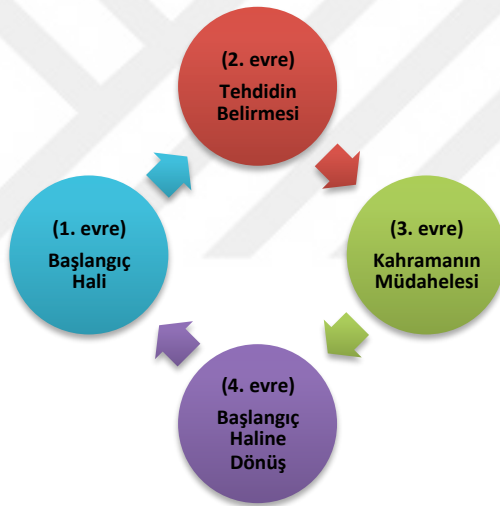 (1. evre)
Başlangıç
Hali
(2. evre)
Tehdidin
Belirmesi
(3. evre)
Kahramanın
Müdahelesi
(4. evre)
Başlangıç
Haline
Dönüş